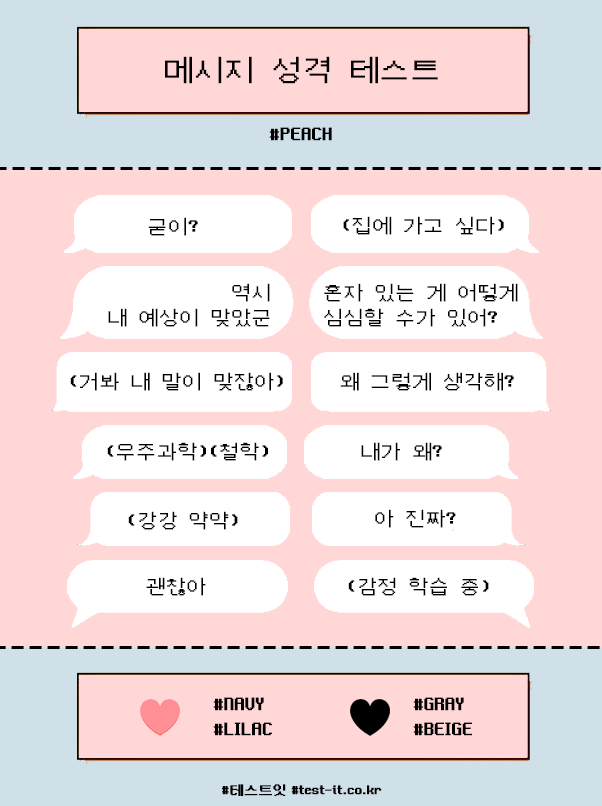 메시지 성격 테스트
#PEACH
굳이?
(집에 가고 싶다)
역시
내 예상이 맞았군
혼자 있는 게 어떻게
심심할 수가 있어?
(거봐 내 말이 맞잖아)
왜 그렇게 생각해?
(우주과학)(철학)
내가 왜?
(강강 약약)
아 진짜?
괜찮아
(감정 학습 중)
#NAVY
#LILAC
#GRAY
#BEIGE
#테스트잇 #test-it.co.kr